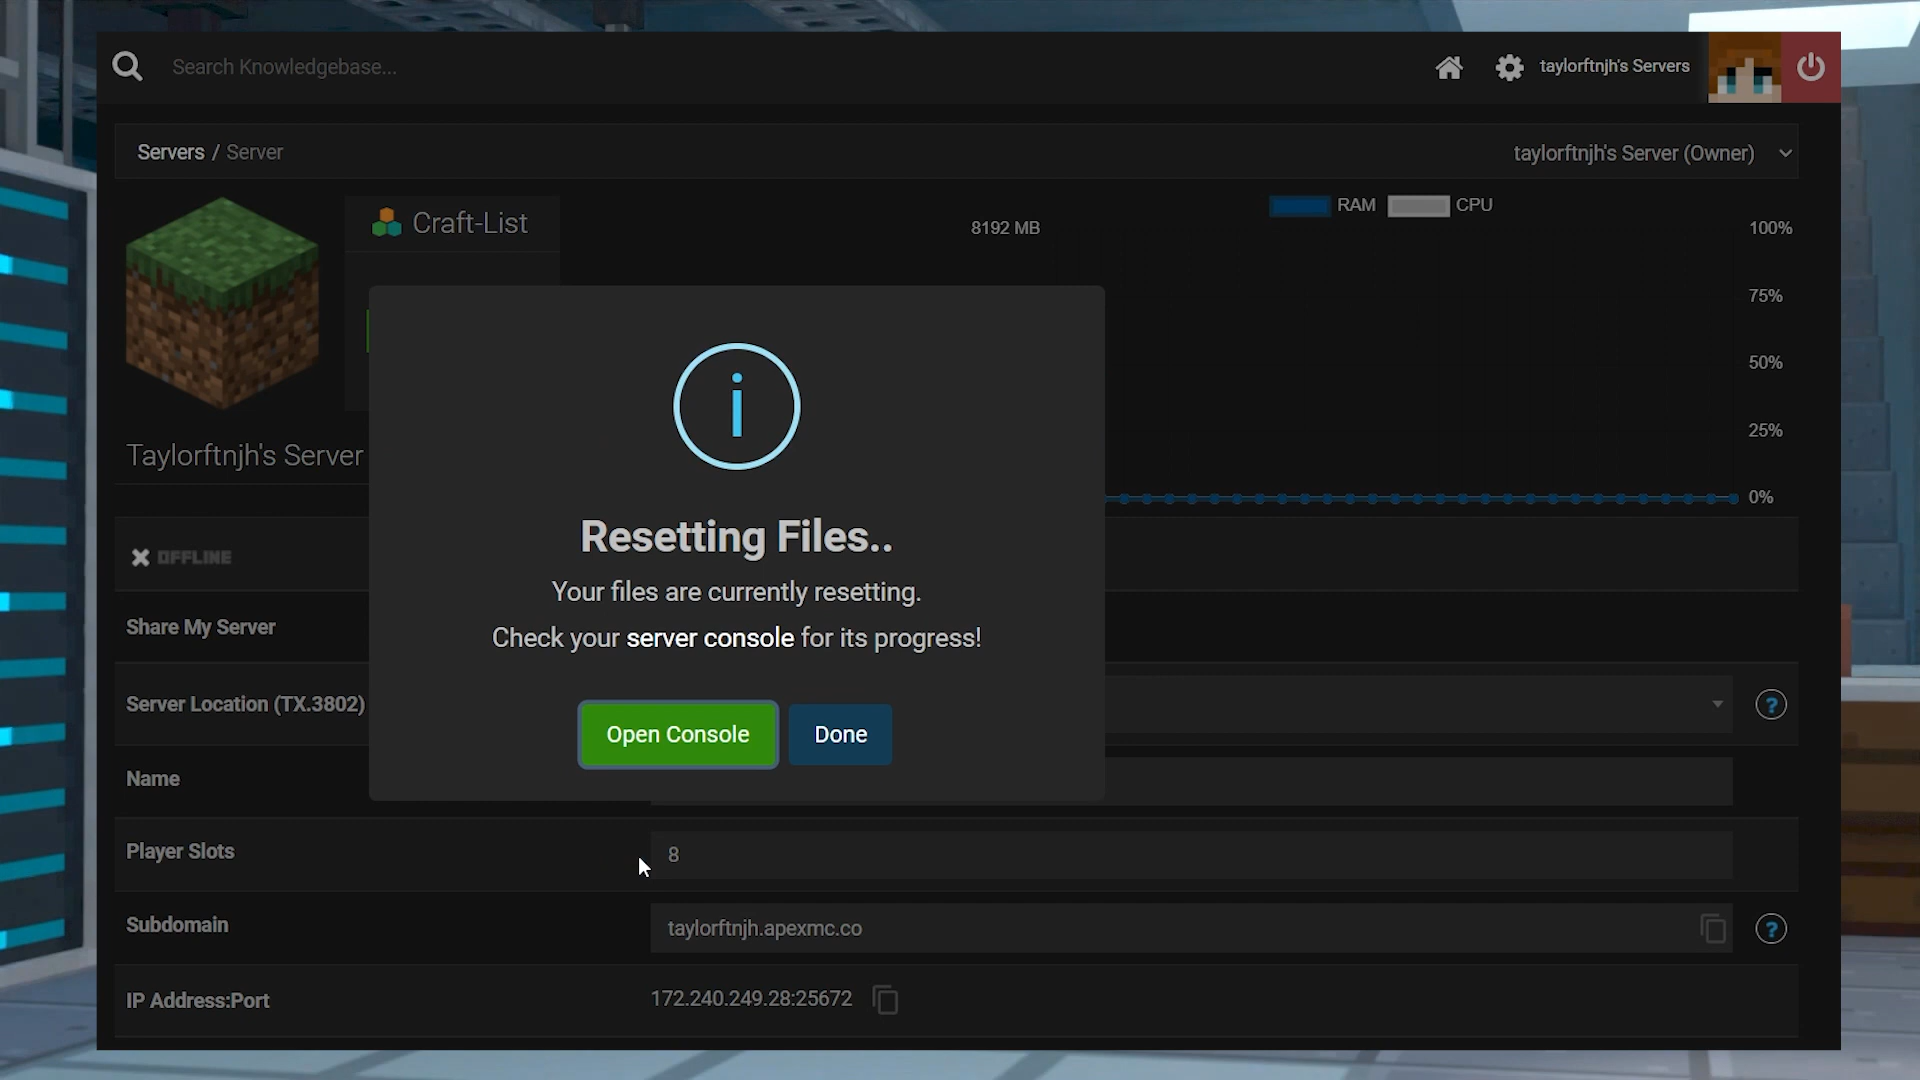 Search Knowledgebase...
taylorftnjh's Servers
Servers / Server
taylorftnjh's Server (Owner)
Craft-List
8192 MB
RAM
CPU
100%
75%
50%
25%
0%
Taylorftnjh's Server
OFFLINE
i
Resetting Files..
Your files are currently resetting.
Check your server console for its progress!
Open Console
Done
Share My Server
Server Location (TX.3802)
?
Name
Player Slots
8
Subdomain
taylorftnjh.apexmc.co
?
IP Address:Port
172.240.249.28:25672